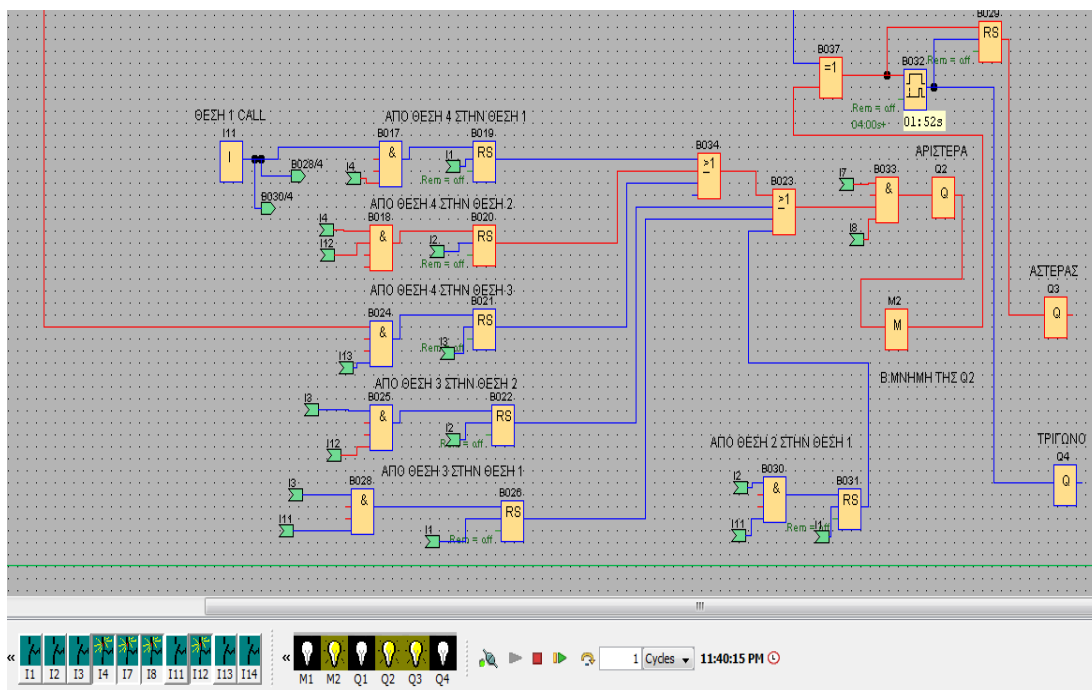 B029
RS
B037
=1
B032
Rem = off
Rem = off
04:00s+
01:52s
ΘΕΣΗ 1 CALL
ΑΠΟ ΘΕΣΗ 4 ΣΤΗΝ ΘΕΣΗ 1
I11
B017
B019
I
&
I1
RS
B034
>1
ΑΡΙΣΤΕΡΑ
B028/4
I4
Rem = off
B023
I7
B033
Q2
B030/4
ΑΠΟ ΘΕΣΗ 4 ΣΤΗΝ ΘΕΣΗ 2
>1
&
Q
I4
B018
B020
I12
&
I2
RS
I8
Rem = off
ΑΣΤΕΡΑΣ
ΑΠΟ ΘΕΣΗ 4 ΣΤΗΝ ΘΕΣΗ 3
Q3
B024
B021
M2
Q
&
RS
M
I13
Rem = off
I3
Β:ΜΝΗΜΗ ΤΗΣ Q2
ΑΠΟ ΘΕΣΗ 3 ΣΤΗΝ ΘΕΣΗ 2
I3
B025
B022
&
I2
RS
I12
Rem = off
ΑΠΟ ΘΕΣΗ 2 ΣΤΗΝ ΘΕΣΗ 1
ΤΡΙΓΩΝΟ
ΑΠΟ ΘΕΣΗ 3 ΣΤΗΝ ΘΕΣΗ 1
Q4
I3
B028
B026
I2
B030
B031
Q
&
RS
&
RS
I11
I1
Rem = off
I11
Rem = off
I1
« I1 I2 I3 I4 I7 I8 I11 I12 I13 I14 « M1 M2 Q1 Q2 Q3 Q4 1 Cycles 11:40:15 PM